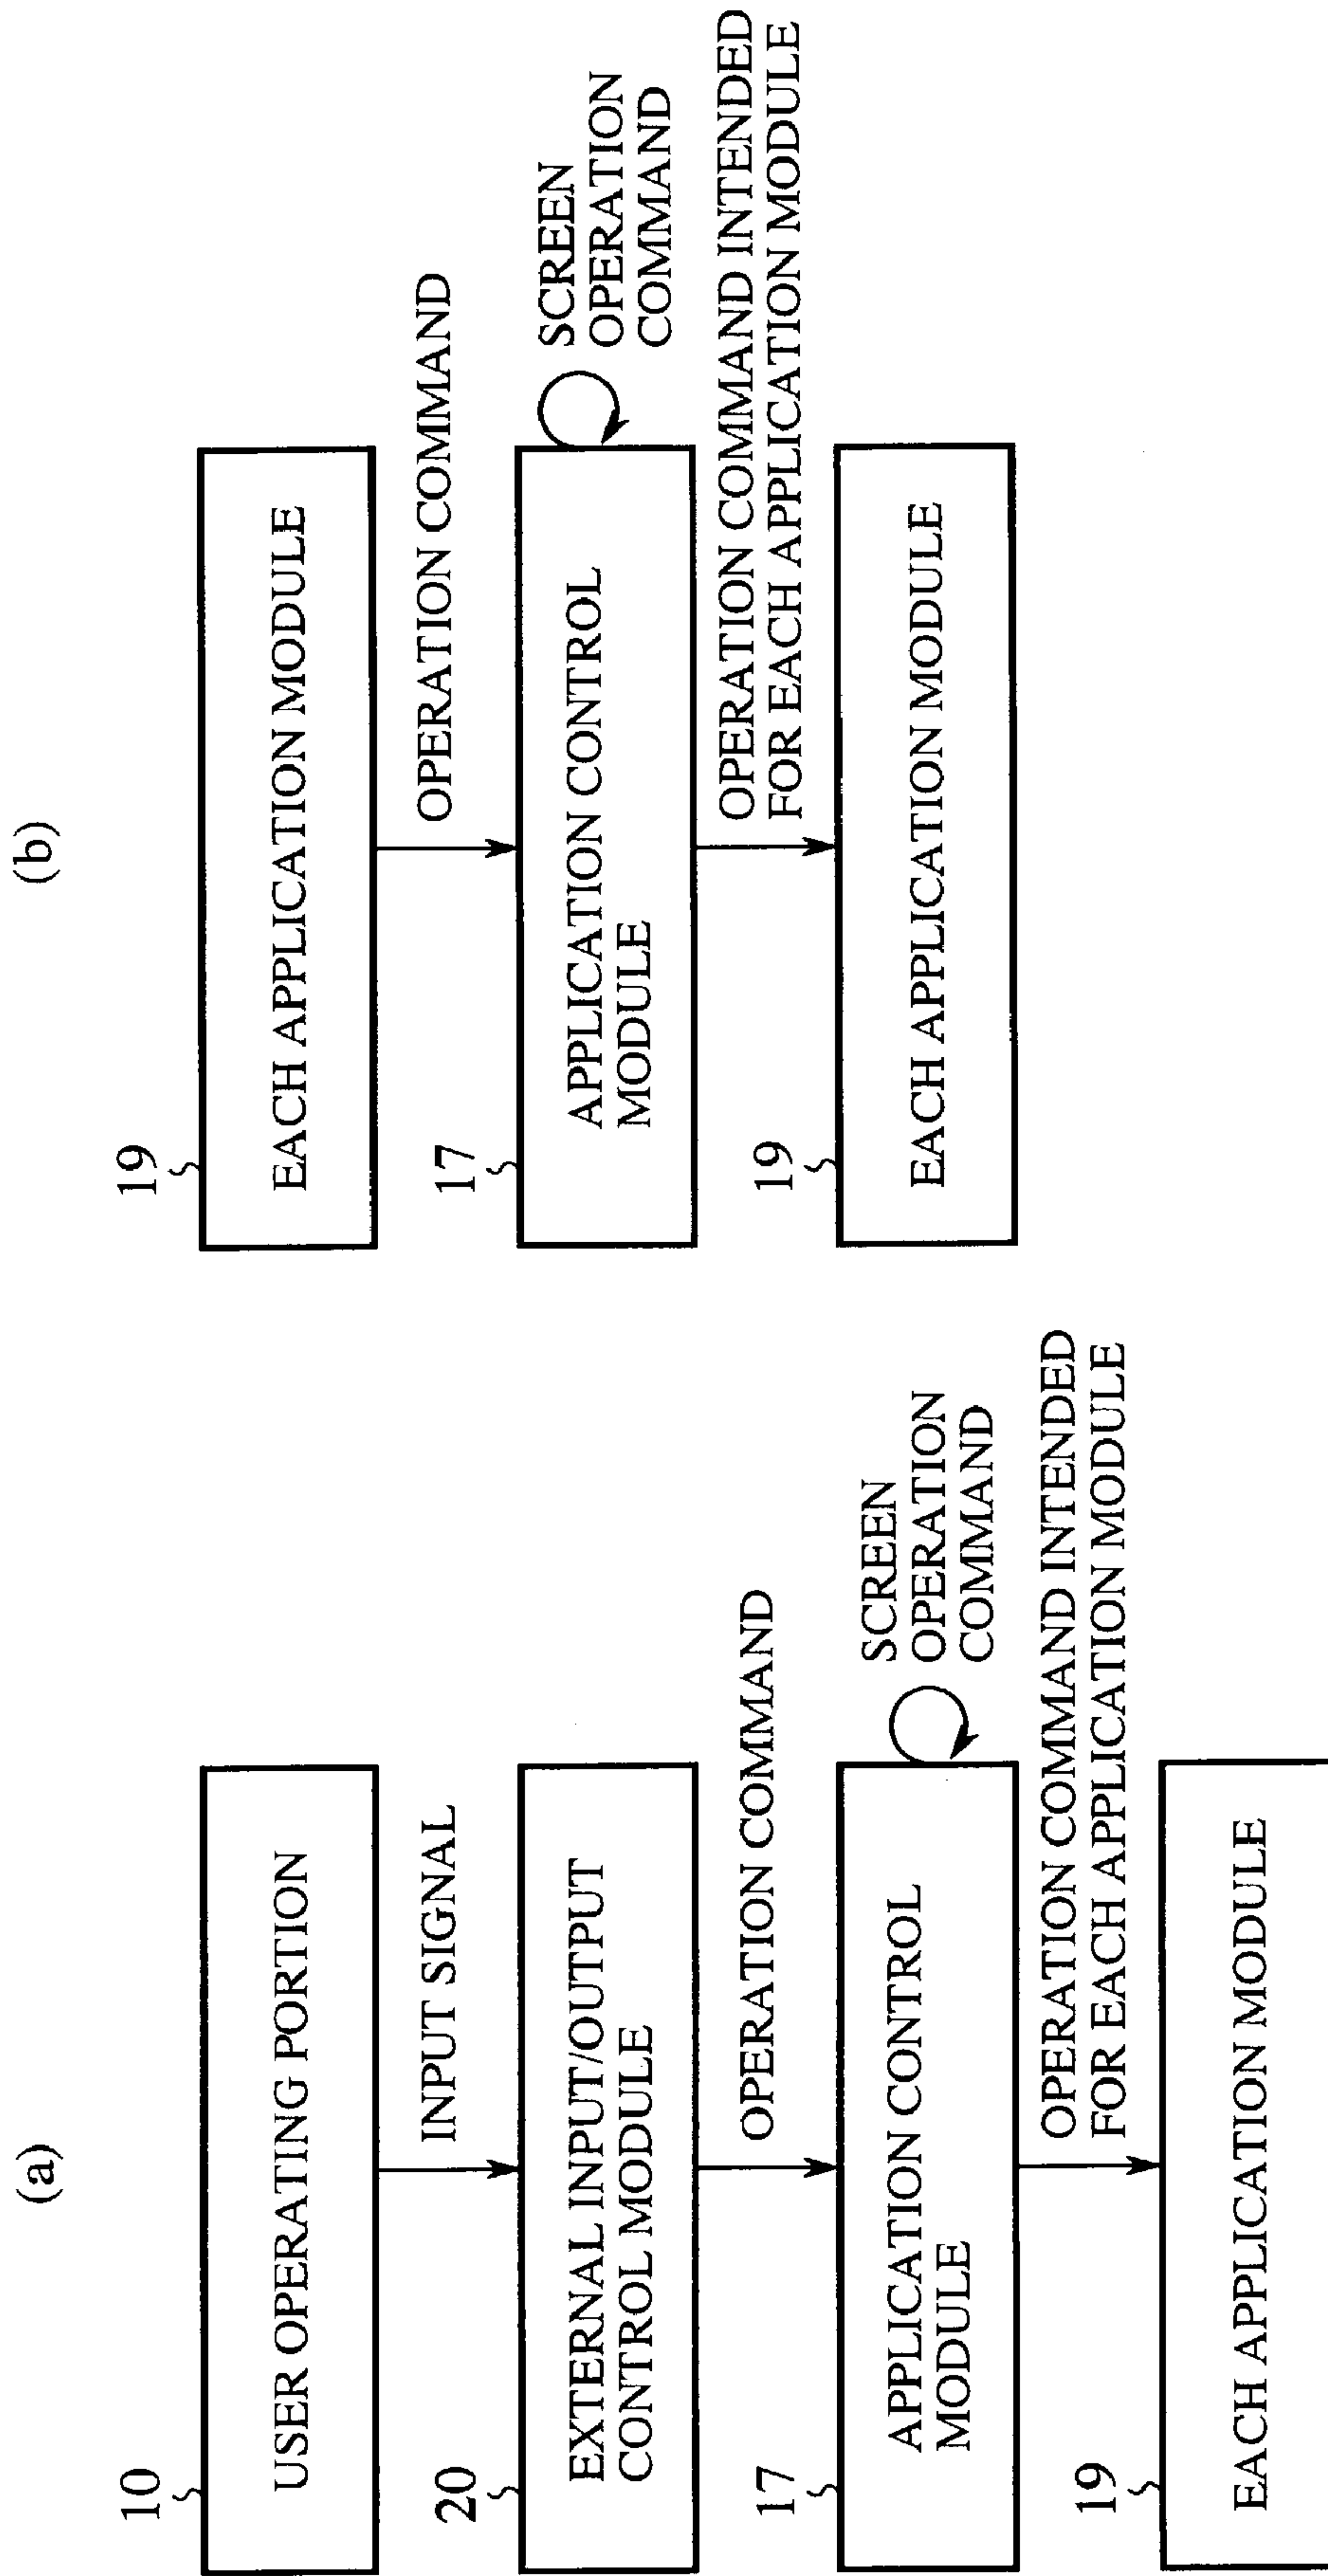 (a)
10
USER OPERATING PORTION
INPUT SIGNAL
20
EXTERNAL INPUT/OUTPUT
CONTROL MODULE
OPERATION COMMAND
17
APPLICATION CONTROL
MODULE
SCREEN
OPERATION
COMMAND
OPERATION COMMAND INTENDED
FOR EACH APPLICATION MODULE
19
EACH APPLICATION MODULE
(b)
19
EACH APPLICATION MODULE
OPERATION COMMAND
17
APPLICATION CONTROL
MODULE
SCREEN
OPERATION
COMMAND
OPERATION COMMAND INTENDED
FOR EACH APPLICATION MODULE
19
EACH APPLICATION MODULE